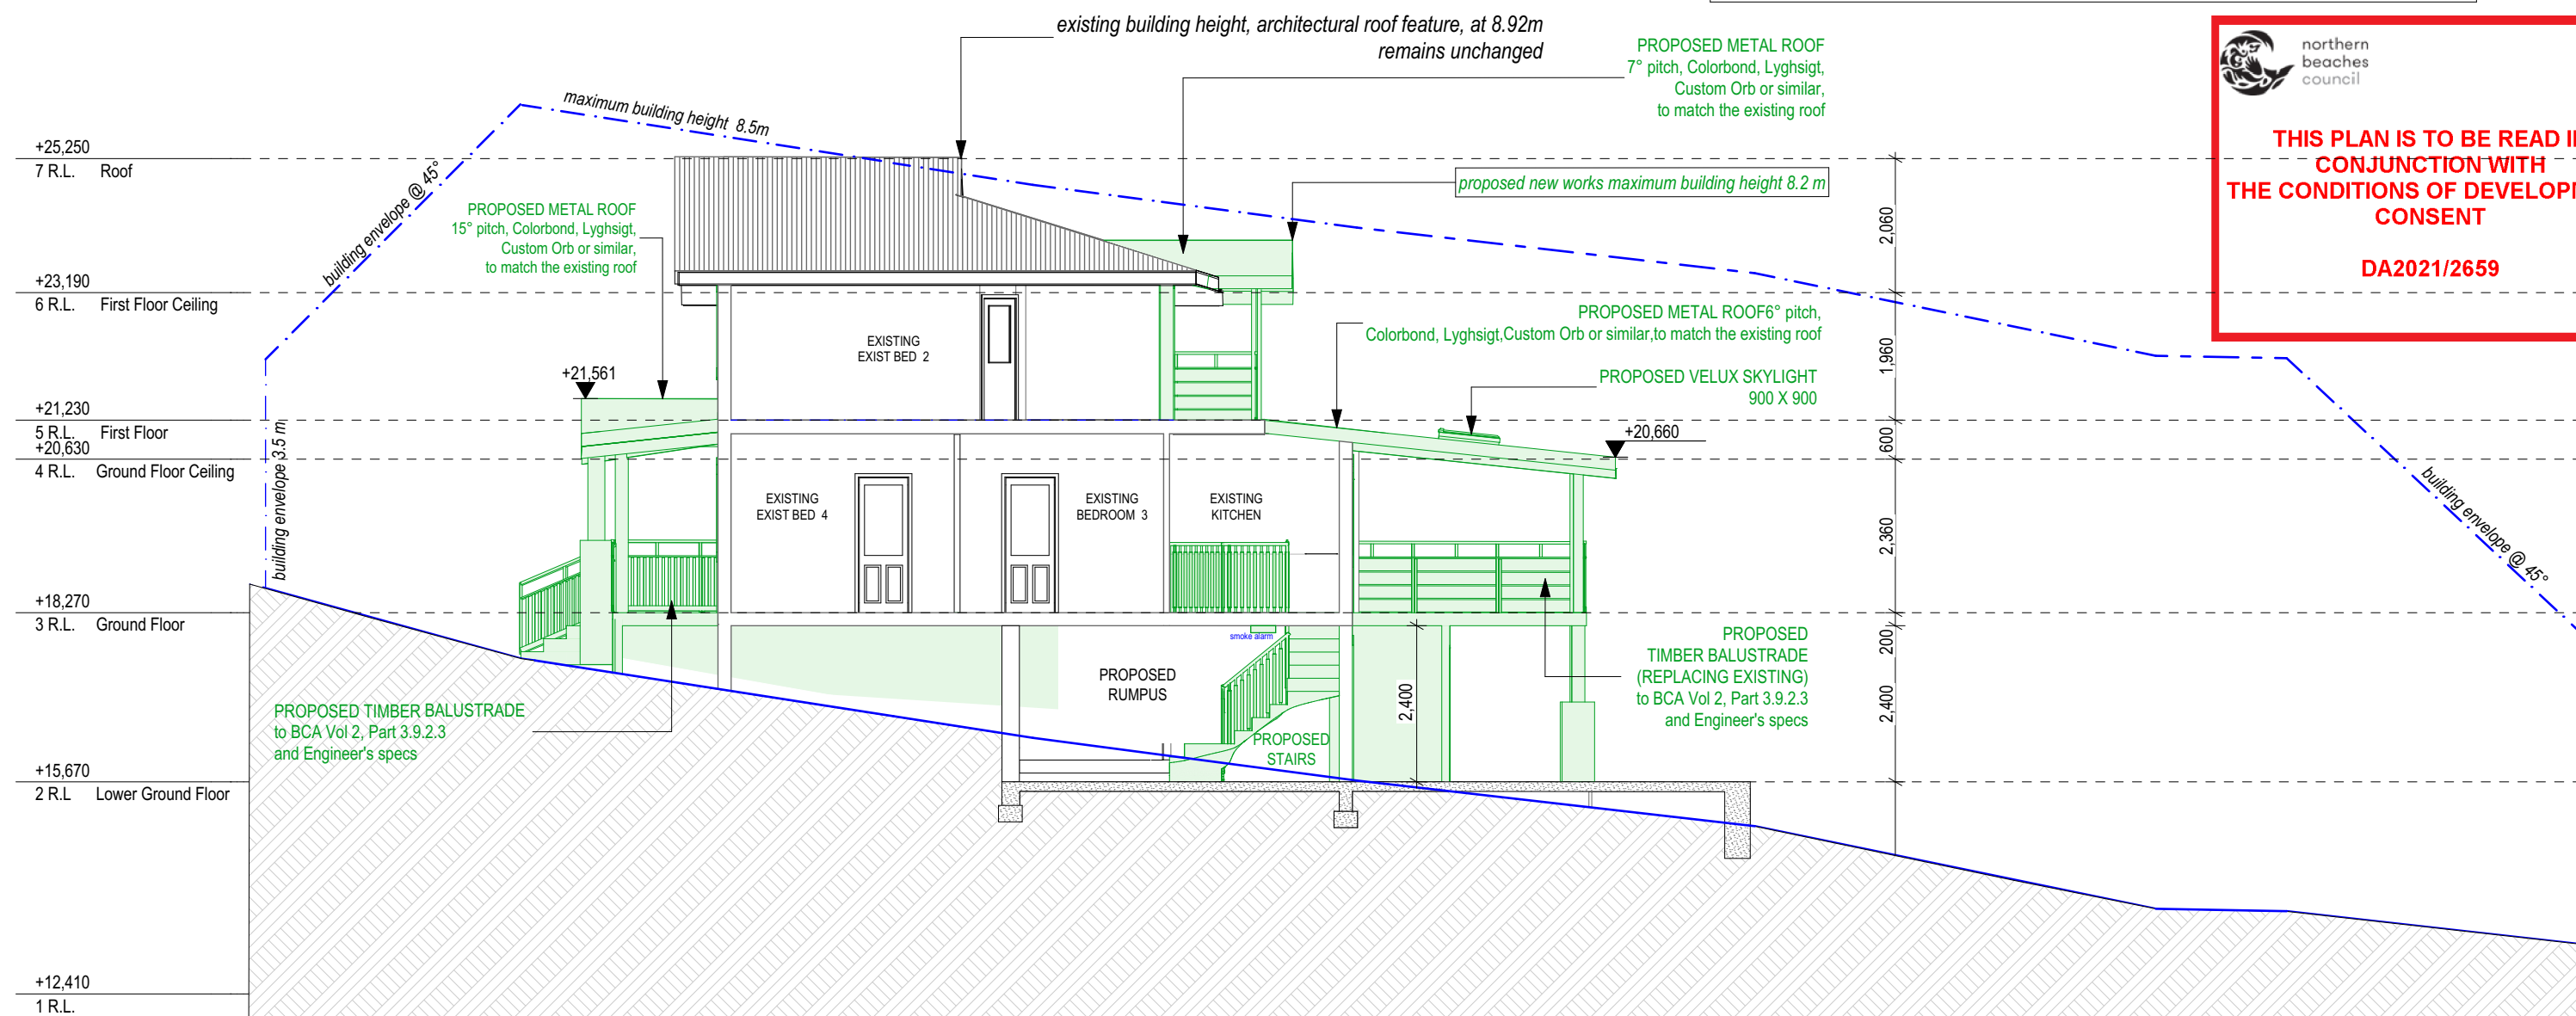 existing building height, architectural roof feature, at 8.92m
remains unchanged
PROPOSED METAL ROOF
7° pitch, Colorbond, Lyghsigt,
Custom Orb or similar,
to match the existing roof
northern
beaches
council
THIS PLAN IS TO BE READ
CONJUNCTION WITH
THE CONDITIONS OF
CONSENT
DA2021/2659
maximum building height 8.5m
building envelope @ 45°
+25,250
7 R.L. Roof
proposed new works maximum building height 8.2 m
PROPOSED METAL ROOF
15° pitch, Colorbond, Lyghsigt,
Custom Orb or similar,
to match the existing roof
2,060
+23,190
6 R.L. First Floor Ceiling
PROPOSED METAL ROOF6° pitch,
Colorbond, Lyghsigt,Custom Orb or similar,to match the existing roof
EXISTING
EXIST BED 2
1,960
+21,561
PROPOSED VELUX SKYLIGHT
900 X 900
+21,230
5 R.L. First Floor
+20,630
4 R.L. Ground Floor Ceiling
+20,660
600
building envelope 3.5 m
building envelope @ 45°
EXISTING
EXIST BED 4
EXISTING
BEDROOM 3
EXISTING
KITCHEN
2,360
+18,270
3 R.L. Ground Floor
smoke alarm
200
PROPOSED
TIMBER BALUSTRADE
(REPLACING EXISTING)
to BCA Vol 2, Part 3.9.2.3
and Engineer's specs
PROPOSED
RUMPUS
2,400
2,400
PROPOSED TIMBER BALUSTRADE
to BCA Vol 2, Part 3.9.2.3
and Engineer's specs
PROPOSED
STAIRS
+15,670
2 R.L Lower Ground Floor
+12,410
1 R.L.